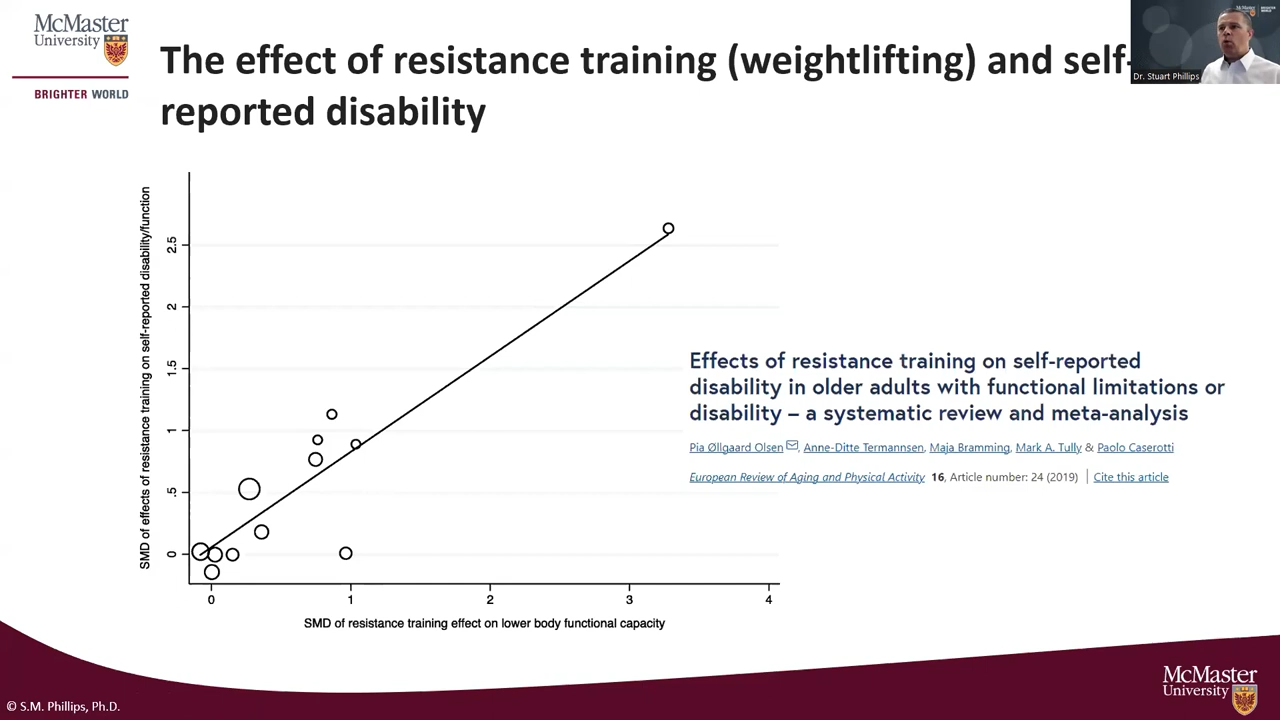 McMaster
University
BRIGHTER WORLD
The effect of resistance training (weightlifting) and self-
reported disability
McMaster
BRIGHTER
WORLD
Dr. Stuart Phillips
SMD of effects of resistance training on self-reported disability/function
2.5
2
1.5
1
.5
0
0 1 2 3 4
SMD of resistance training effect on lower body functional capacity
Effects of resistance training on self-reported
disability in older adults with functional limitations or
disability – a systematic review and meta-analysis
Pia Øllgaard Olsen, Anne-Ditte Termannsen, Maja Bramming, Mark A. Tully & Paolo Caserotti
European Review of Aging and Physical Activity 16, Article number: 24 (2019) | Cite this article
© S.M. Phillips, Ph.D.
McMaster
University